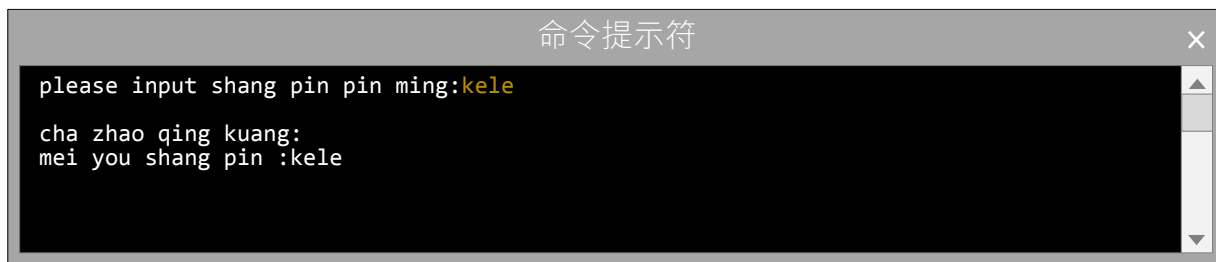 命令提示符
please input shang pin pin ming:kele
cha zhao qing kuang:
mei you shang pin :kele